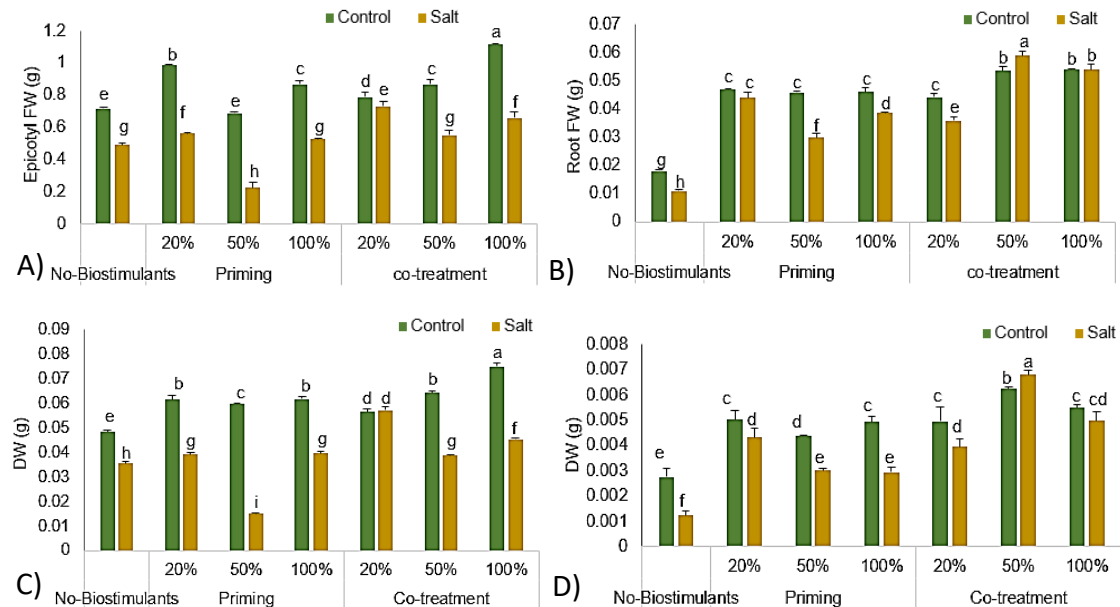 Control Salt
Epicotyl FW (g)
1.2
1
0.8
0.6
0.4
0.2
0
e g b f e h c g d e c g a f
20% 50% 100% 20% 50% 100%
No-Biostimulants Priming co-treatment
A)
Control Salt
Root FW (g)
0.07
0.06
0.05
0.04
0.03
0.02
0.01
0
g h c c c f c d c e b a b b
20% 50% 100% 20% 50% 100%
No-Biostimulants Priming co-treatment
B)
Control Salt
DW (g)
0.09
0.08
0.07
0.06
0.05
0.04
0.03
0.02
0.01
0
e h b g c i b g d d b g a f
20% 50% 100% 20% 50% 100%
No-Biostimulants Priming Co-treatment
C)
Control Salt
DW (g)
0.008
0.007
0.006
0.005
0.004
0.003
0.002
0.001
0
e f c d d e c e c d b a c cd
20% 50% 100% 20% 50% 100%
No-Biostimulants Priming Co-treatment
D)